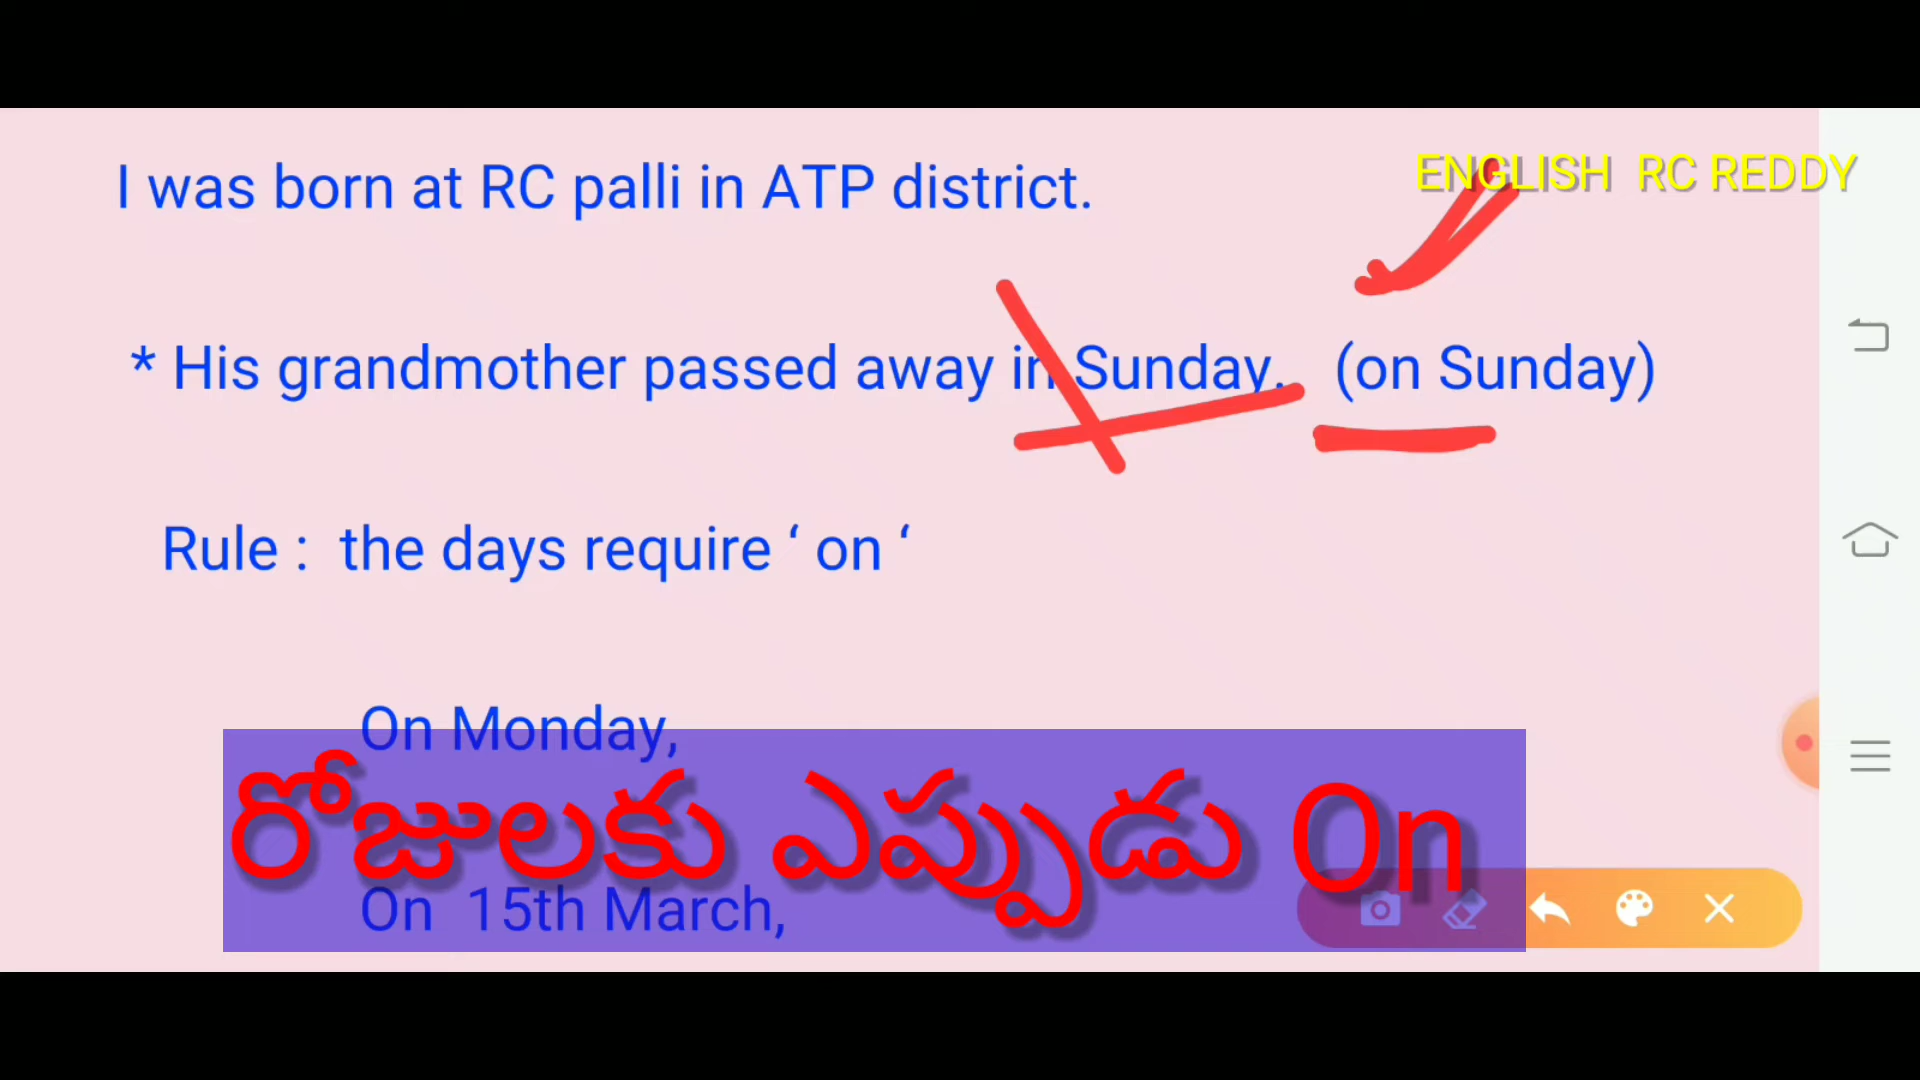 I was born at RC palli in ATP district.
ENGLISH RC REDDY
* His grandmother passed away in Sunday. (on Sunday)
Rule : the days require ‘ on ‘
On Monday,
రోజులకు ఎప్పుడు On
On 15th March,